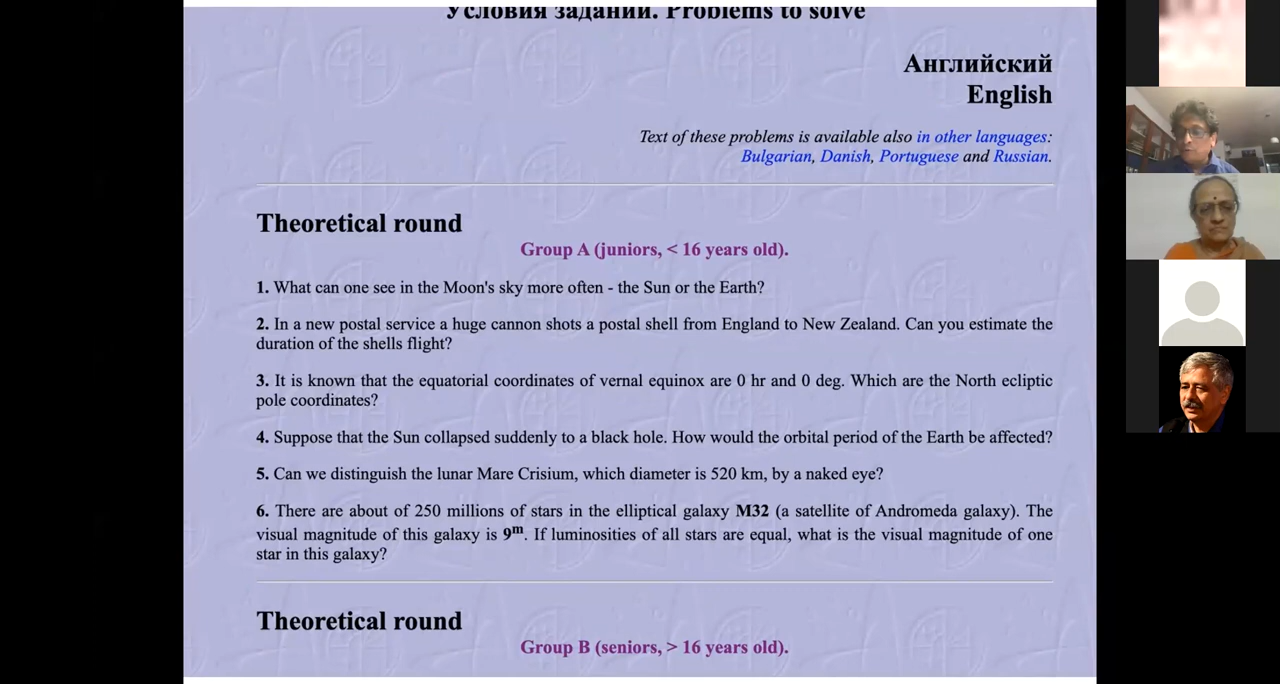 Условия заданий. Problems to solve
Английский
English
Text of these problems is available also in other languages:
Bulgarian, Danish, Portuguese and Russian.
Theoretical round
Group A (juniors, < 16 years old).
1. What can one see in the Moon's sky more often - the Sun or the Earth?
2. In a new postal service a huge cannon shots a postal shell from England to New Zealand. Can you estimate the
duration of the shells flight?
3. It is known that the equatorial coordinates of vernal equinox are 0 hr and 0 deg. Which are the North ecliptic
pole coordinates?
4. Suppose that the Sun collapsed suddenly to a black hole. How would the orbital period of the Earth be affected?
5. Can we distinguish the lunar Mare Crisium, which diameter is 520 km, by a naked eye?
6. There are about of 250 millions of stars in the elliptical galaxy M32 (a satellite of Andromeda galaxy). The
visual magnitude of this galaxy is 9ᵐ. If luminosities of all stars are equal, what is the visual magnitude of one
star in this galaxy?
Theoretical round
Group B (seniors, > 16 years old).